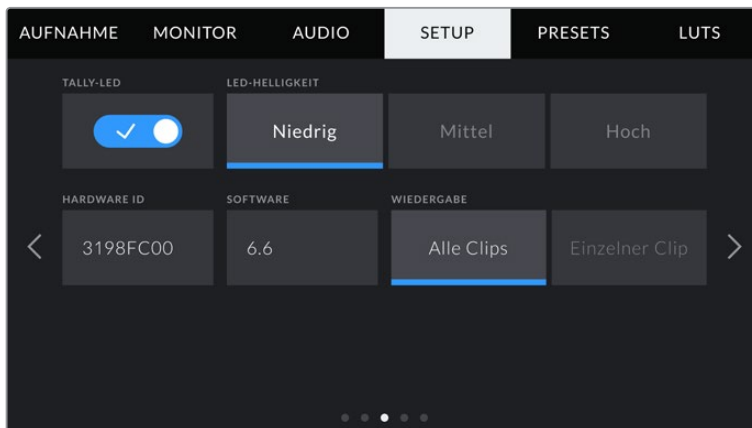 AUFNAHME MONITOR AUDIO SETUP PRESETS LUTS
TALLY-LED LED-HELLIGKEIT
Niedrig Mittel Hoch
HARDWARE ID SOFTWARE WIEDERGABE
3198FC00 6.6 Alle Clips Einzelner Clip